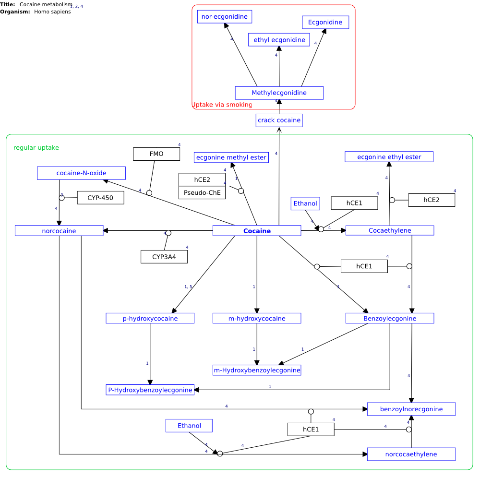 Title: Cocaine metabolism
Organism: Homo sapiens
nor ecgonidine
Ecgonidine
ethyl ecgonidine
Methylecgonidine
Uptake via smoking
crack cocaine
regular uptake
FMO
ecgonine methyl ester
ecgonine ethyl ester
cocaine-N-oxide
hCE2
Pseudo-ChE
CYP-450
Ethanol
hCE1
hCE2
norcocaine
Cocaine
Cocaethylene
CYP3A4
hCE1
p-hydroxycocaine
m-hydroxycocaine
Benzoylecgonine
m-Hydroxybenzoylecgonine
P-Hydroxybenzoylecgonine
benzoylnorecgonine
Ethanol
hCE1
norcocaethylene